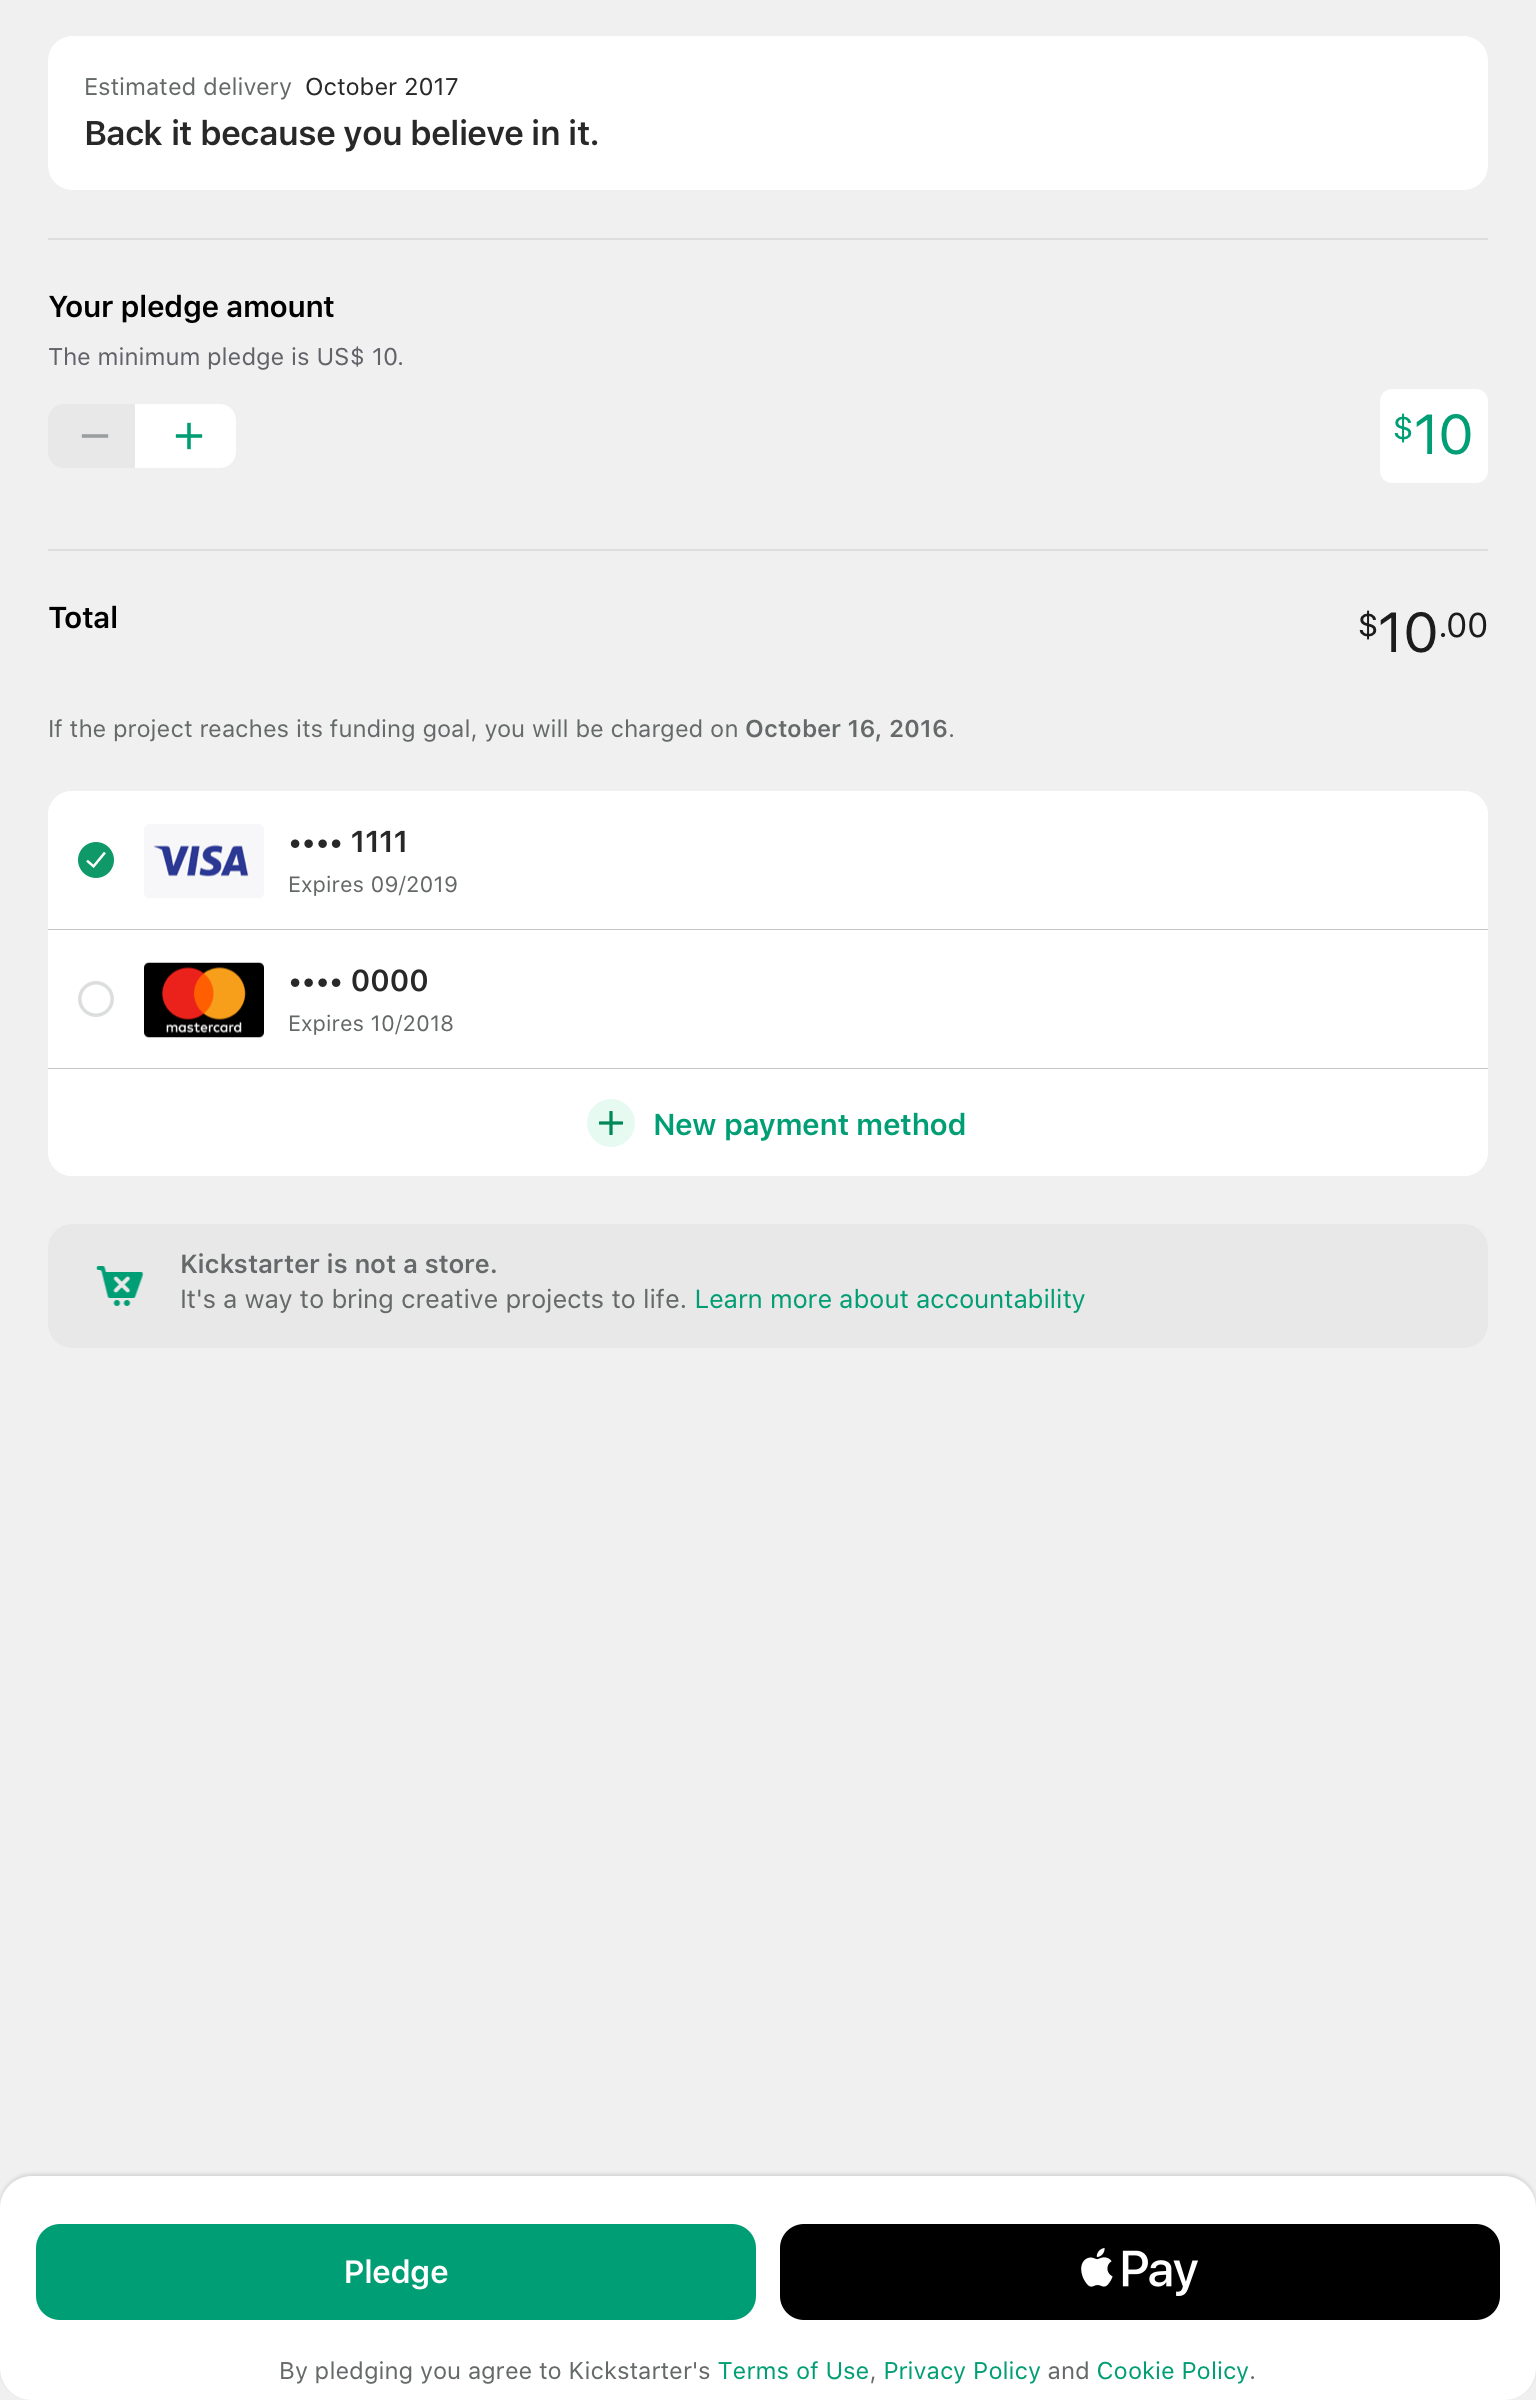 Estimated delivery October 2017
Back it because you believe in it.
Your pledge amount
The minimum pledge is US$ 10.
$10
Total
$10.00
If the project reaches its funding goal, you will be charged on October 16, 2016.
VISA
•••• 1111
Expires 09/2019
mastercard
•••• 0000
Expires 10/2018
New payment method
Kickstarter is not a store.
It's a way to bring creative projects to life. Learn more about accountability
Pledge
Pay
By pledging you agree to Kickstarter's Terms of Use, Privacy Policy and Cookie Policy.